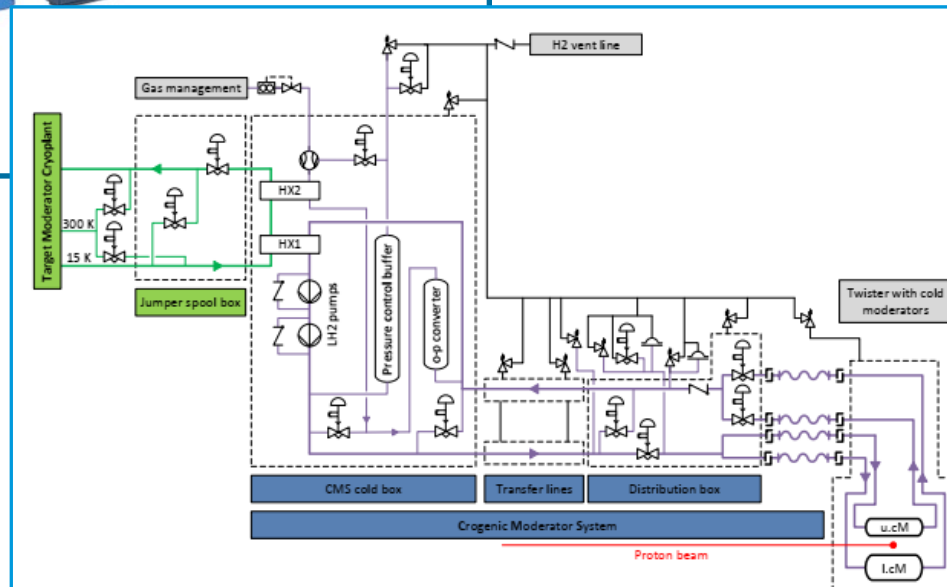 H2 vent line
Gas management
Target Moderator Cryoplant
300 K
15 K
HX2
HX1
Jumper spool box
LH2 pumps
Pressure control buffer
o-p converter
Twister with cold
moderators
CMS cold box
Transfer lines
Distribution box
Crogenic Moderator System
Proton beam
u.cM
l.cM